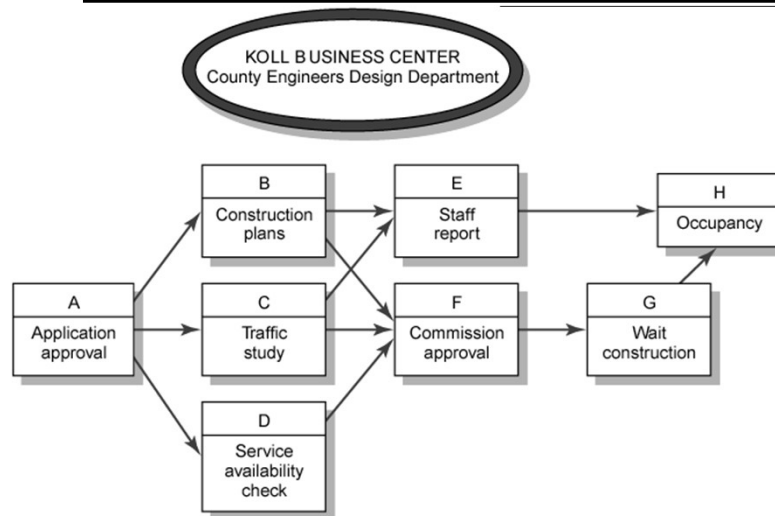 KOLL BUSINESS CENTER
County Engineers Design Department
B
Construction
plans
E
Staff
report
H
Occupancy
A
Application
approval
C
Traffic
study
F
Commission
approval
G
Wait
construction
D
Service
availability
check